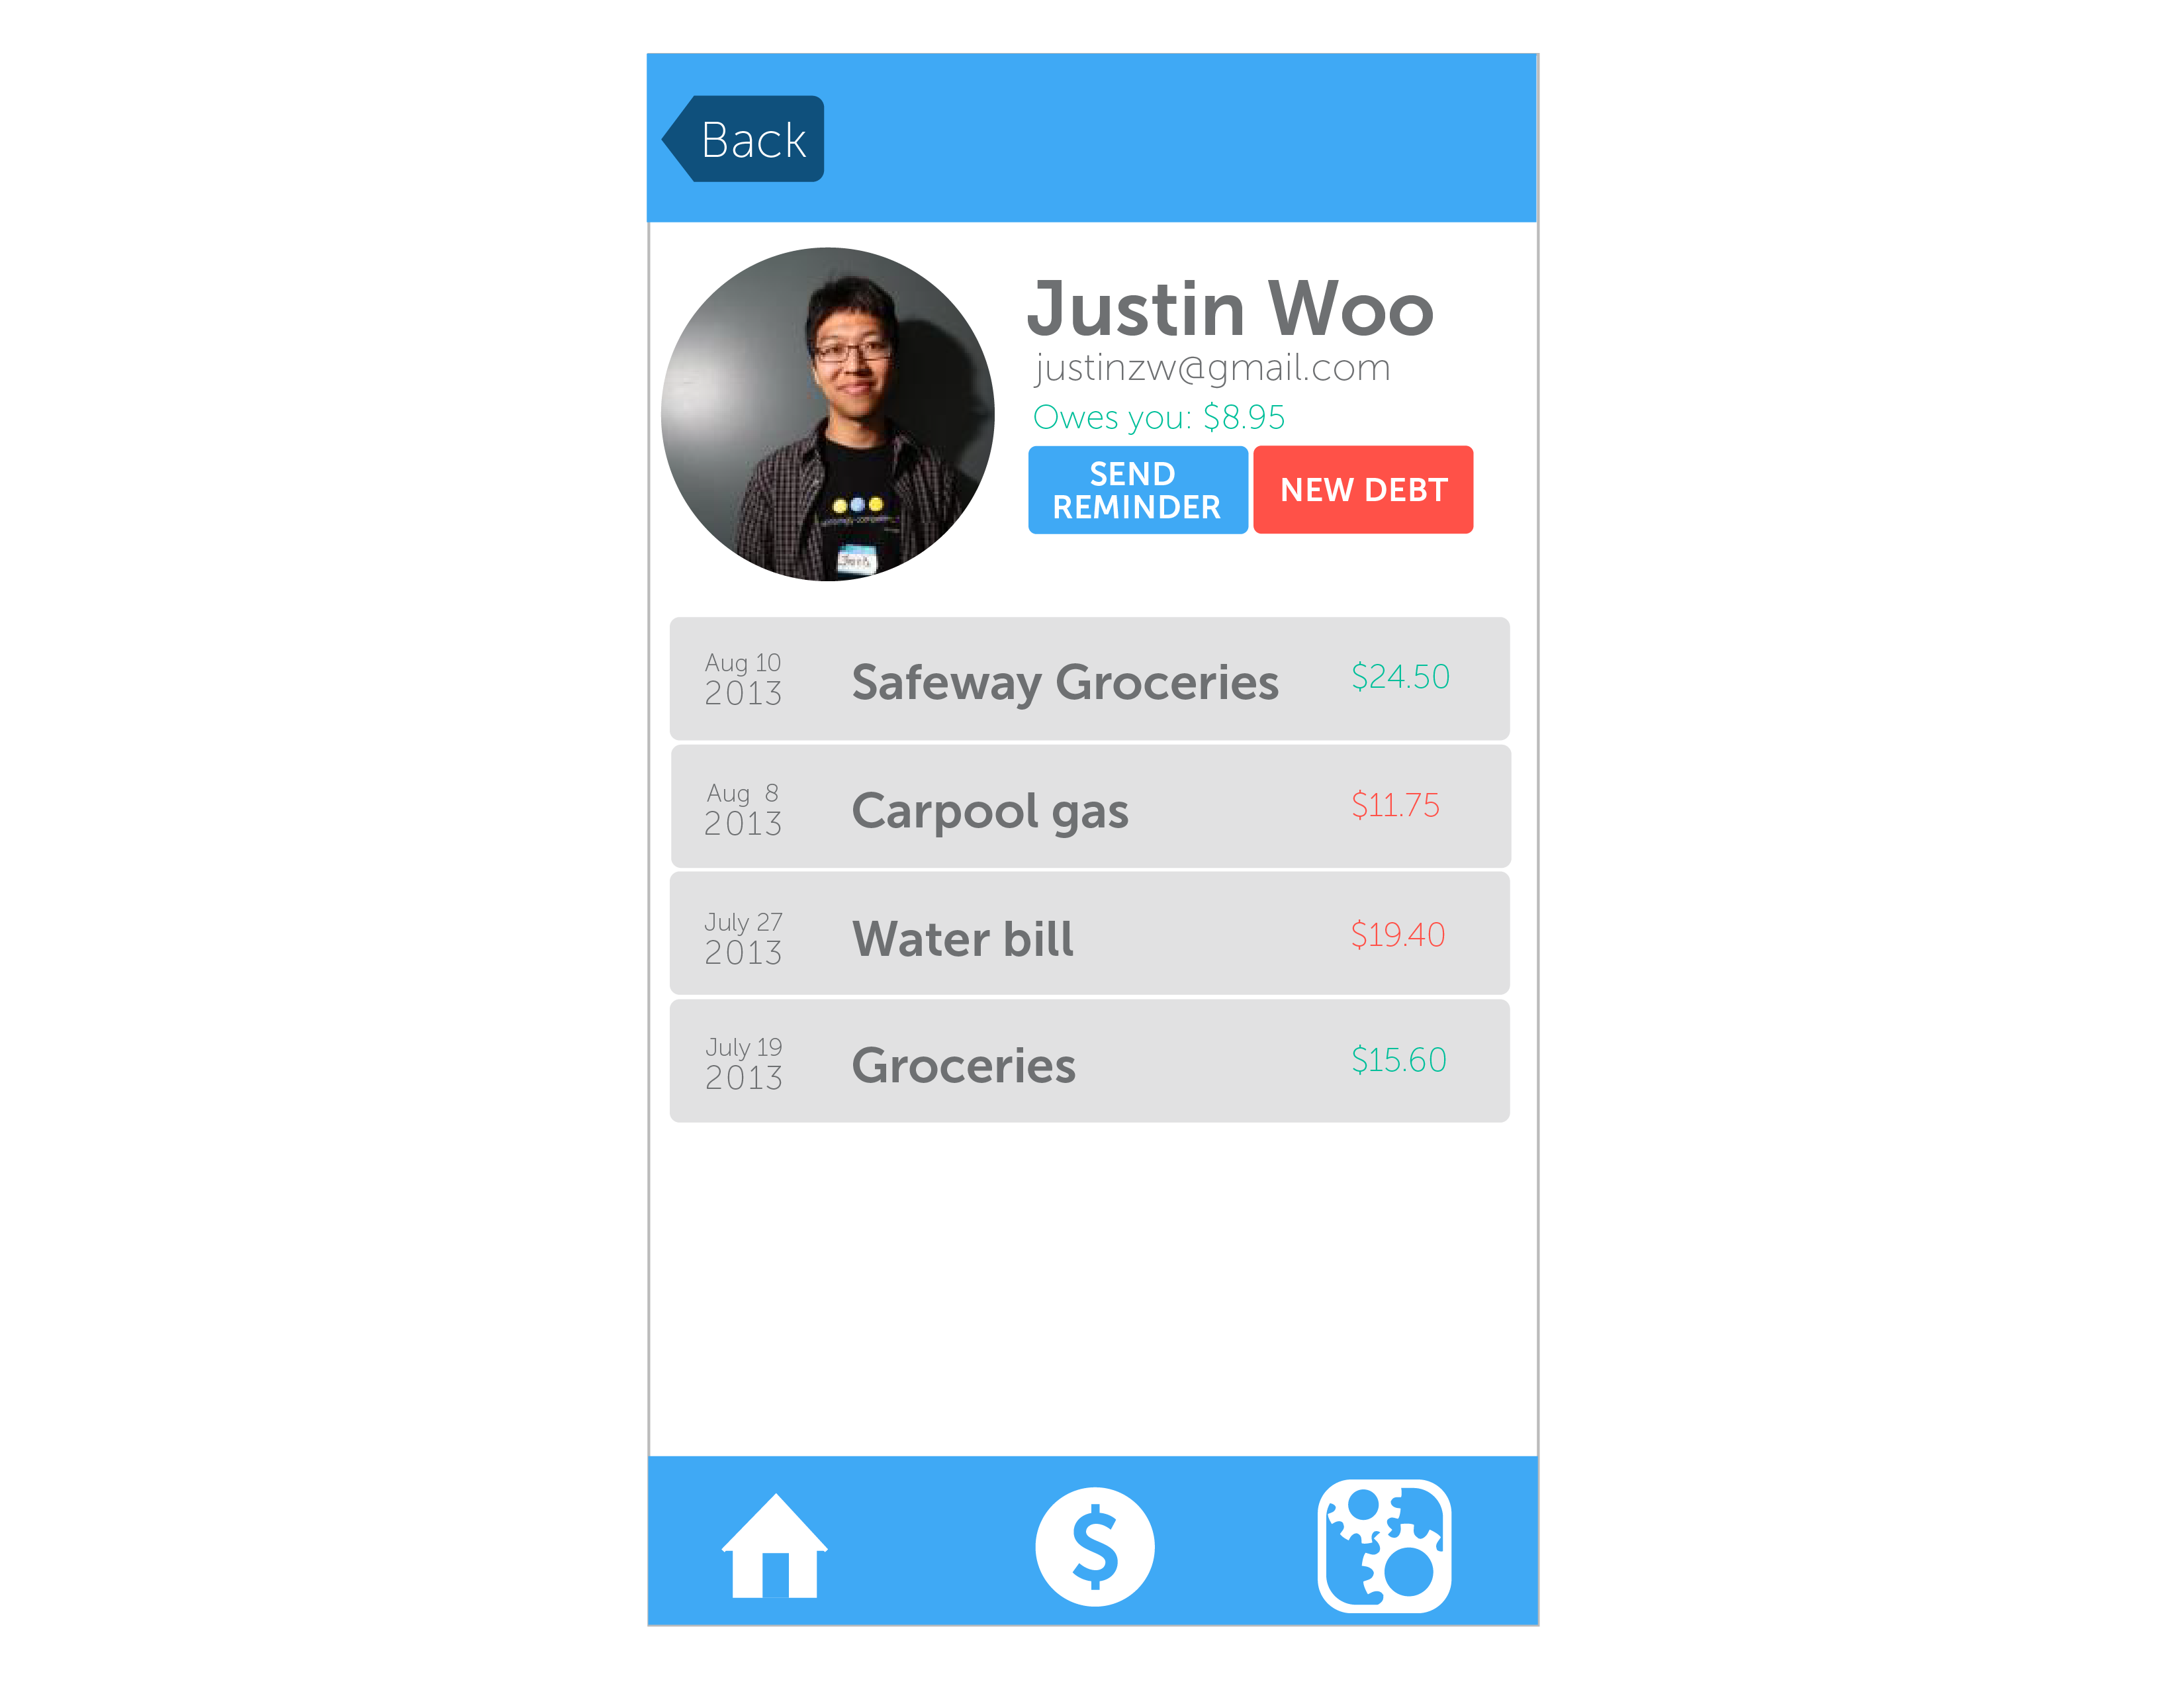 Back
Justin Woo
justinzw@gmail.com
Owes you: $8.95
SEND
REMINDER
NEW DEBT
Aug 10
2013
Safeway Groceries
$24.50
Aug 8
2013
Carpool gas
$11.75
July 27
2013
Water bill
$19.40
July 19
2013
Groceries
$15.60
$